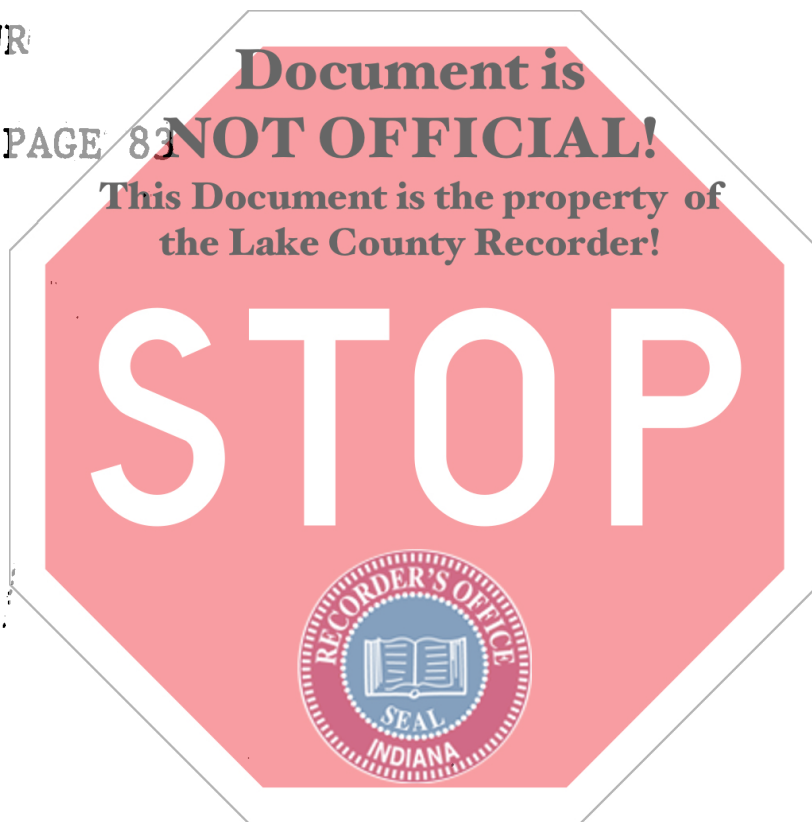 Document is
PAGE 83
NOT OFFICIAL!
This Document is the property of
the Lake County Recorder!
STOP
RECORDER'S OFFICE
SEAL
INDIANA